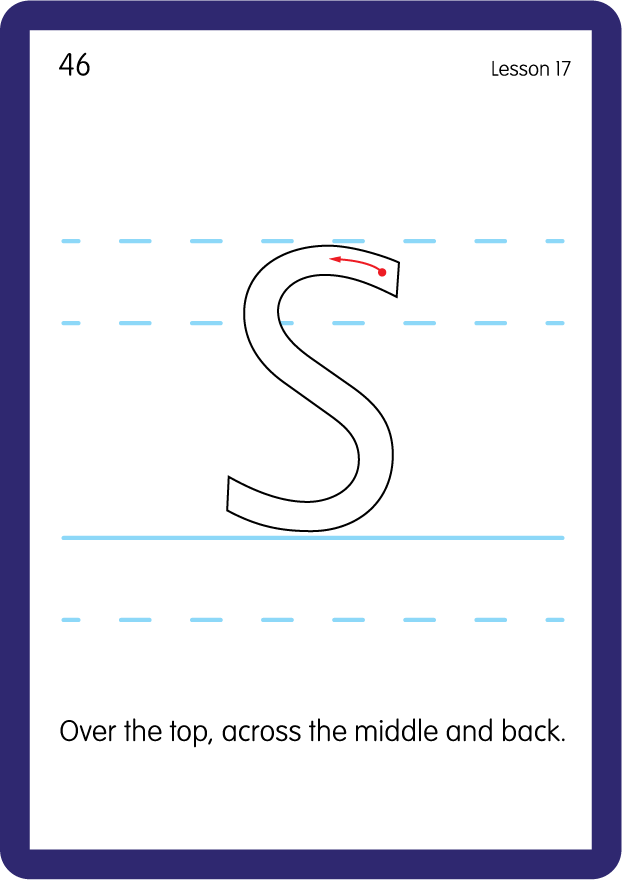 46
Lesson 17
S
Over the top, across the middle and back.